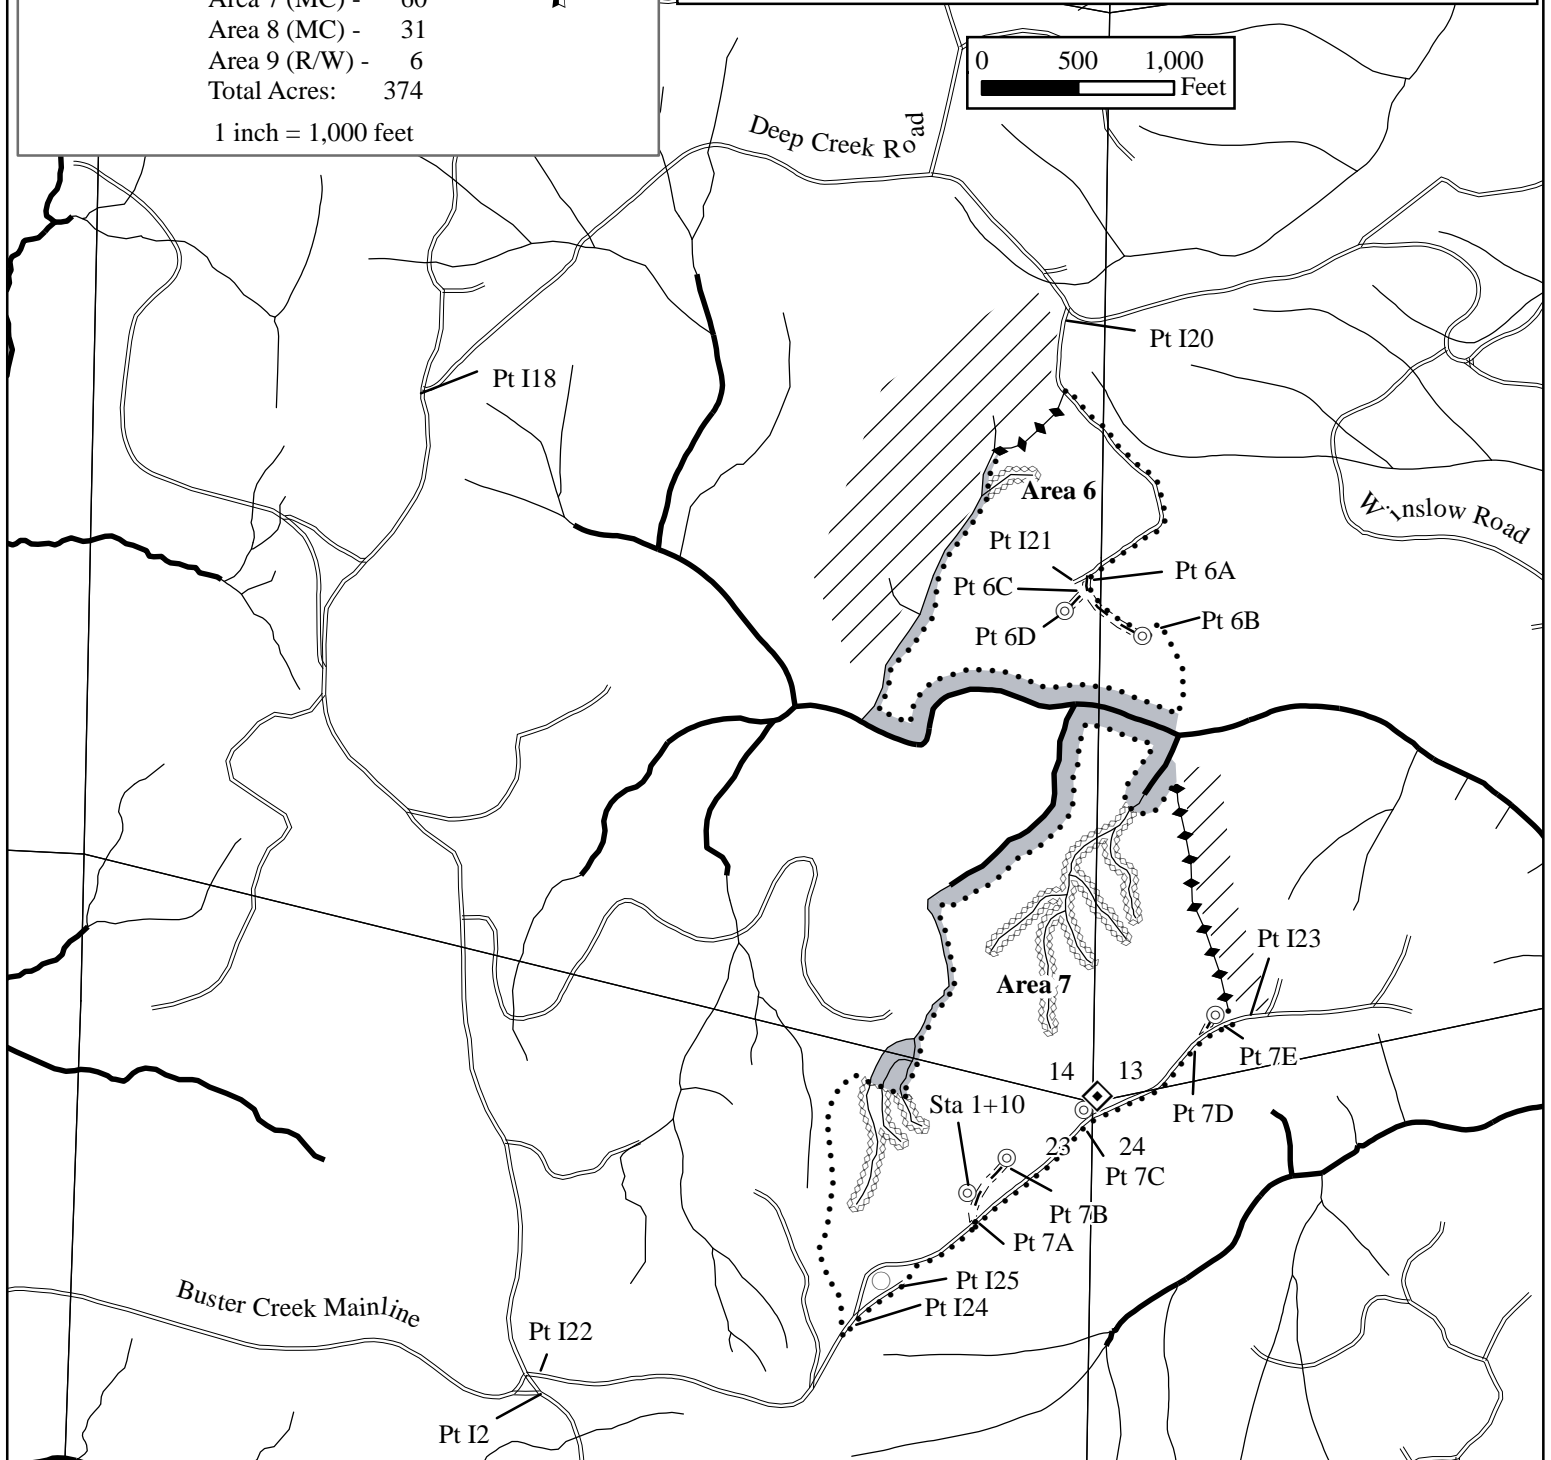 Area 7 (MC) - 60
Area 8 (MC) - 31
Area 9 (R/W) - 6
Total Acres: 374
1 inch = 1,000 feet
0 500 1,000
Feet
Deep Creek Road
Pt I20
Pt I18
Area 6
Winslow Road
Pt I21
Pt 6A
Pt 6C
Pt 6B
Pt 6D
Pt I23
Area 7
Pt 7E
14 13
Sta 1+10
Pt 7D
23 24
Pt 7C
Pt 7B
Pt 7A
Pt I25
Pt I24
Buster Creek Mainline
Pt I22
Pt I2